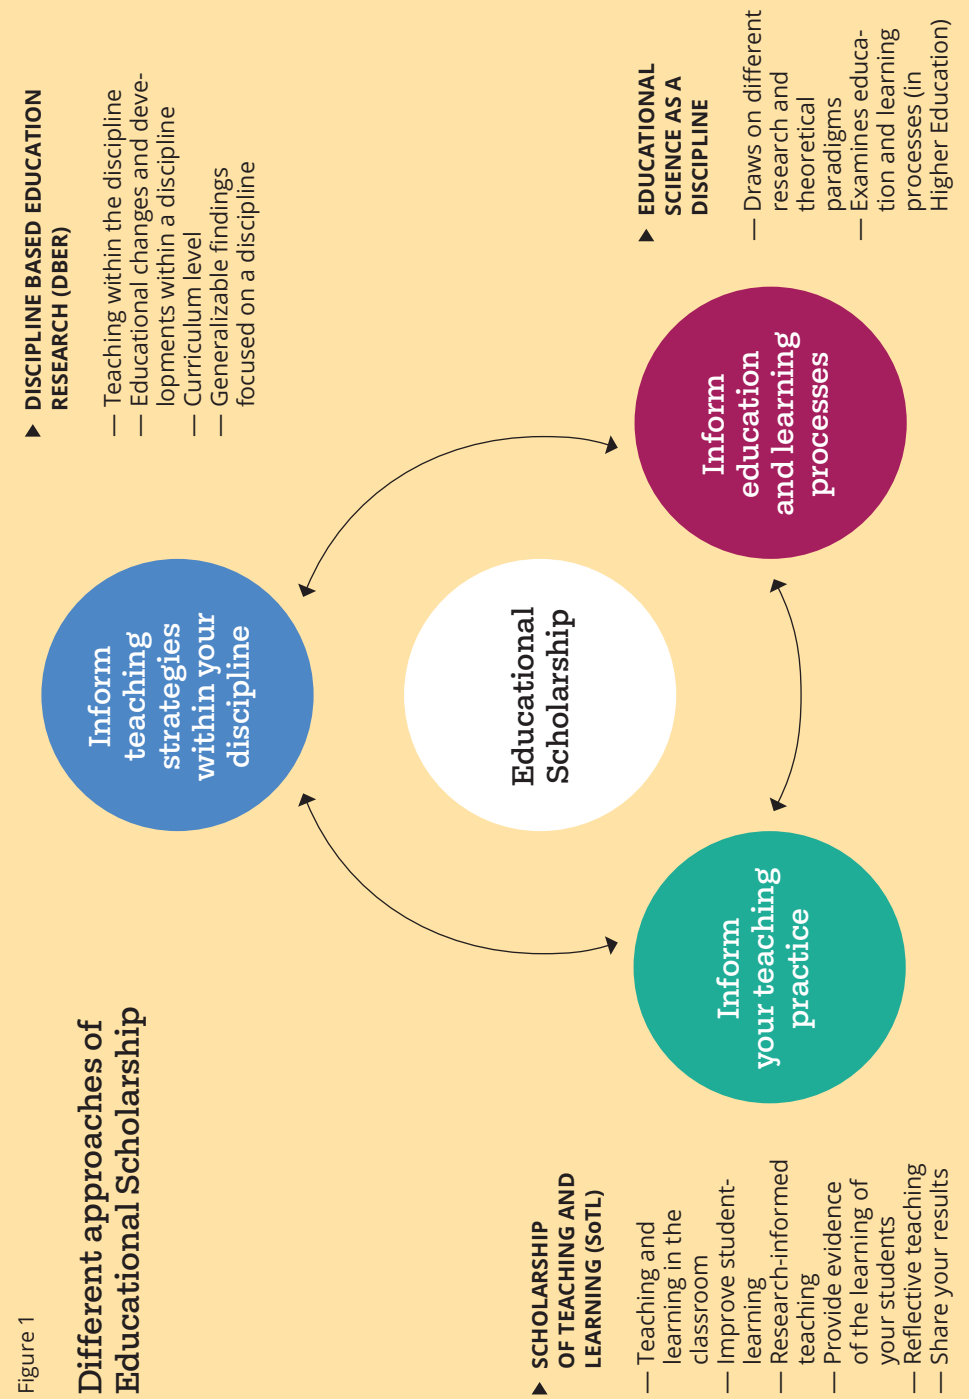 Figure 1
Different approaches of
Educational Scholarship
▶ DISCIPLINE BASED EDUCATION
RESEARCH (DBER)
— Teaching within the discipline
— Educational changes and deve-
lopments within a discipline
— Curriculum level
— Generalizable findings
focused on a discipline
Inform
teaching
strategies
within your
discipline
Educational
Scholarship
▶ SCHOLARSHIP
OF TEACHING AND
LEARNING (SoTL)
— Teaching and
learning in the
classroom
— Improve student-
learning
— Research-informed
teaching
— Provide evidence
of the learning of
your students
— Reflective teaching
— Share your results
Inform
your teaching
practice
Inform
education
and learning
processes
▶ EDUCATIONAL
SCIENCE AS A
DISCIPLINE
— Draws on different
research and
theoretical
paradigms
— Examines educa-
tion and learning
processes (in
Higher Education)